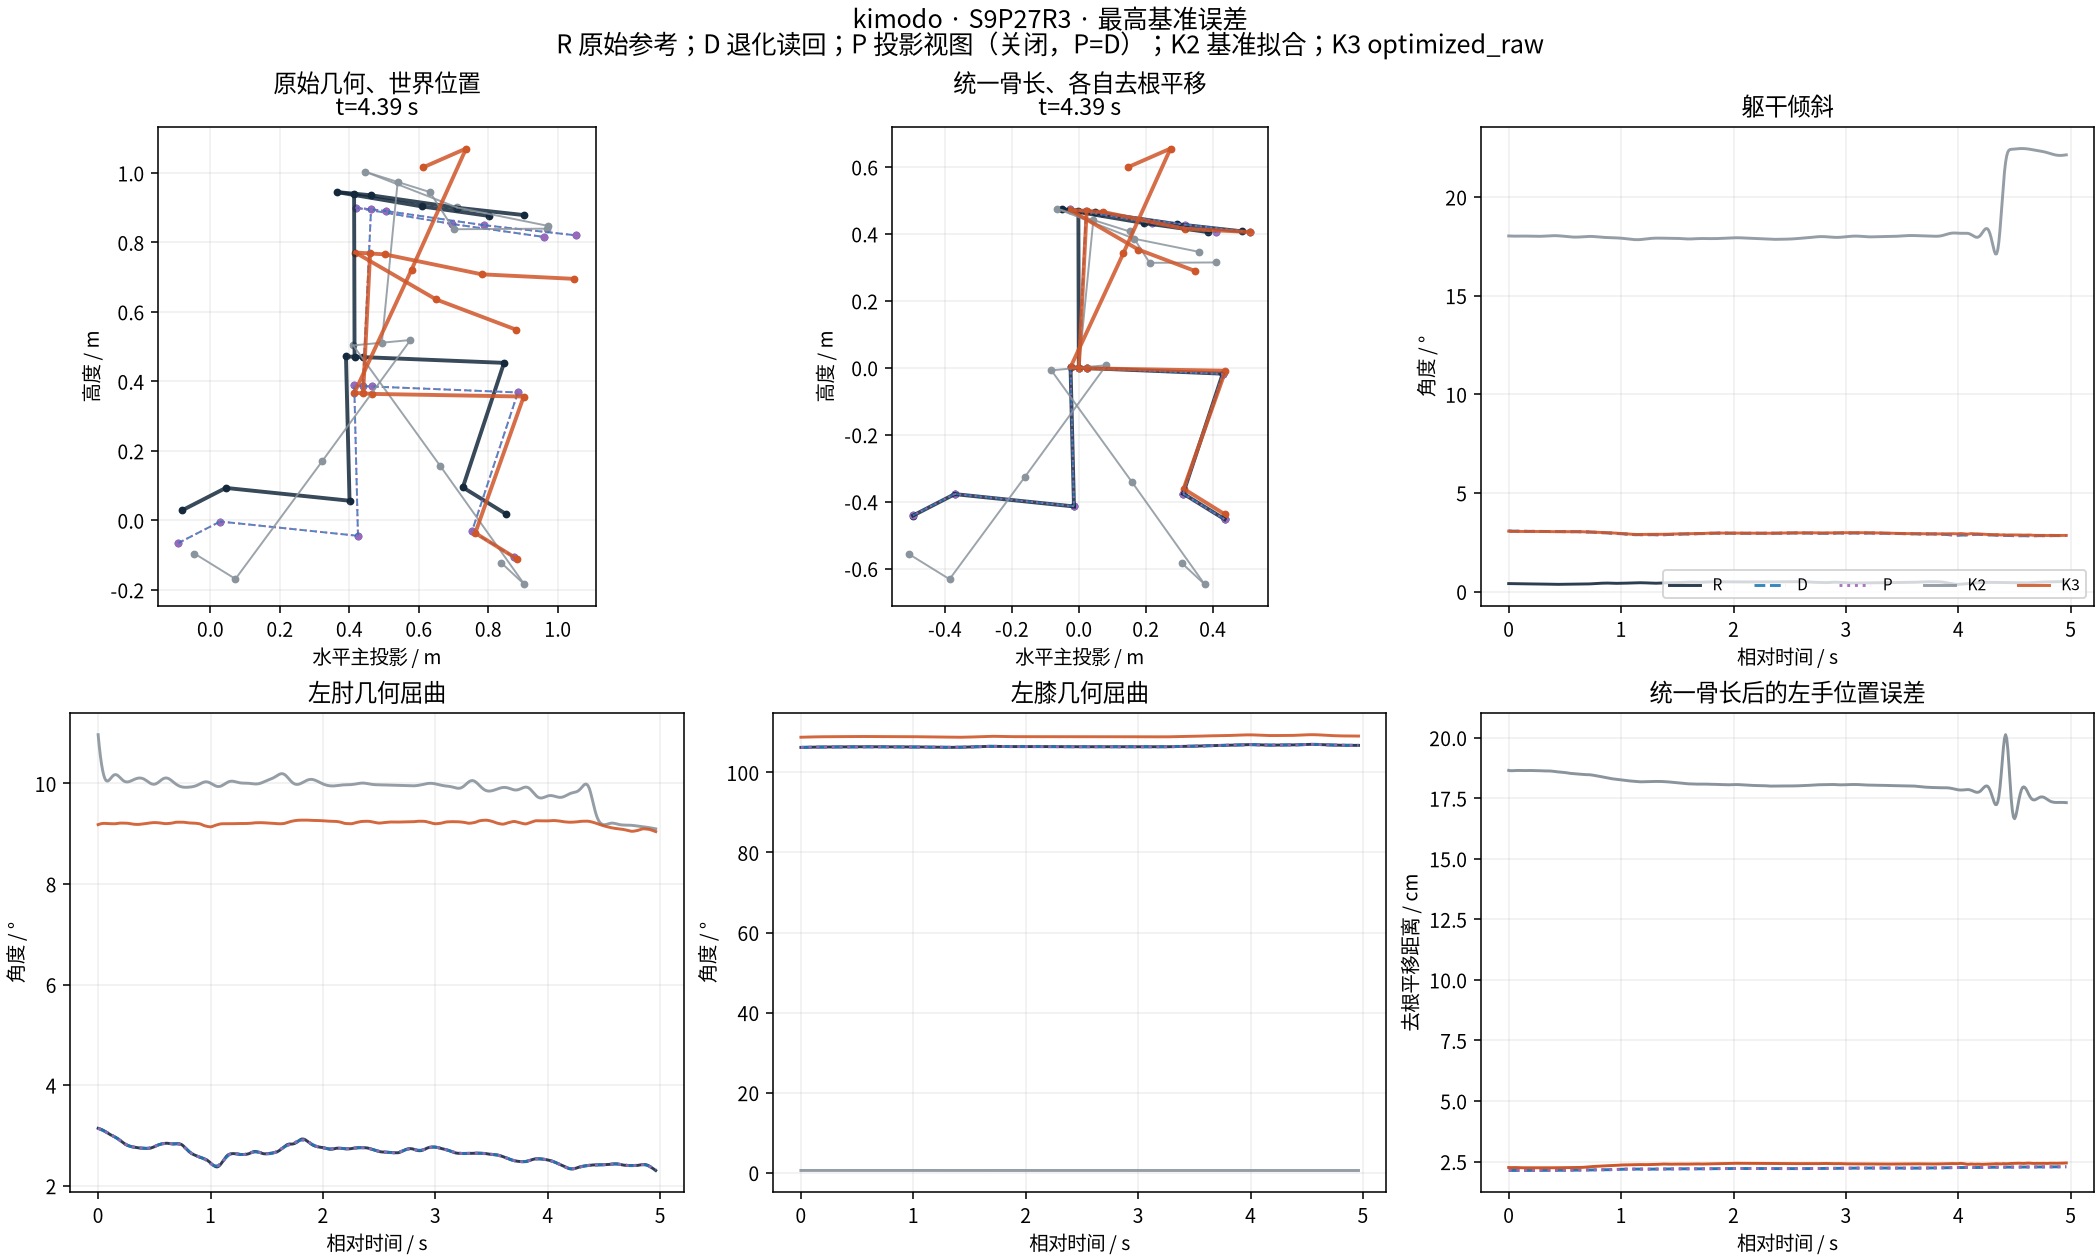 kimodo · S9P27R3 · 最高基准误差
R 原始参考；D 退化读回；P 投影视图（关闭，P=D）；K2 基准拟合；K3 optimized_raw
原始几何、世界位置
t=4.39 s
高度 / m
1.0
0.8
0.6
0.4
0.2
0.0
-0.2
0.0 0.2 0.4 0.6 0.8 1.0
水平主投影 / m
统一骨长、各自去根平移
t=4.39 s
高度 / m
0.6
0.4
0.2
0.0
-0.2
-0.4
-0.6
-0.4 -0.2 0.0 0.2 0.4
水平主投影 / m
躯干倾斜
角度 / °
20
15
10
5
0
R D P K2 K3
0 1 2 3 4 5
相对时间 / s
左肘几何屈曲
角度 / °
10
8
6
4
2
0 1 2 3 4 5
相对时间 / s
左膝几何屈曲
角度 / °
100
80
60
40
20
0
0 1 2 3 4 5
相对时间 / s
统一骨长后的左手位置误差
去根平移距离 / cm
20.0
17.5
15.0
12.5
10.0
7.5
5.0
2.5
0 1 2 3 4 5
相对时间 / s